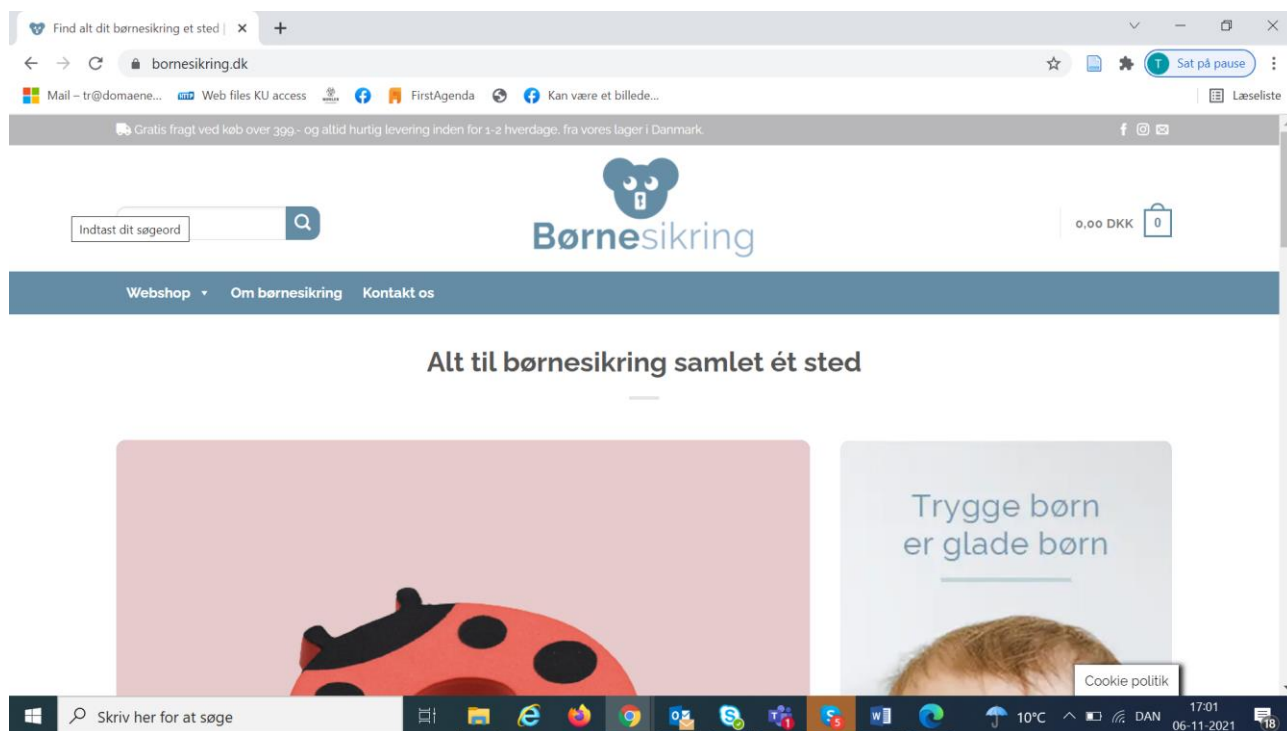 Find alt dit børnesikring et sted |
bornesikring.dk
T Sat på pause
Mail – tr@domaene... Web files KU access FirstAgenda Kan være et billede... Læseliste
Gratis fragt ved køb over 399.- og altid hurtig levering inden for 1-2 hverdage. fra vores lager i Danmark.
Indtast dit søgeord
Børnesikring
0,00 DKK 0
Webshop Om børnesikring Kontakt os
Alt til børnesikring samlet ét sted
Trygge børn
er glade børn
Cookie politik
Skriv her for at søge
10°C DAN 17:01
06-11-2021 18